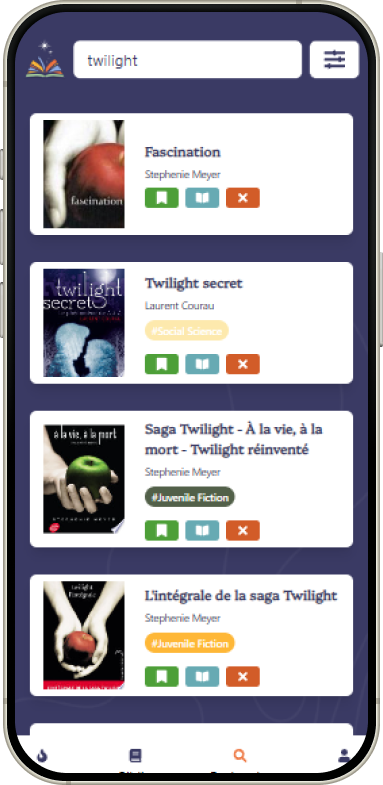 twilight
fascination
Fascination
Stephenie Meyer
twilight
secret
Twilight secret
Laurent Courau
#Social Science
à la vie, à la mort
STEPHENIE MEYER
Saga Twilight - À la vie, à la
mort - Twilight réinventé
Stephenie Meyer
#Juvenile Fiction
twilight
L'intégrale de la saga Twilight
Stephenie Meyer
#Juvenile Fiction